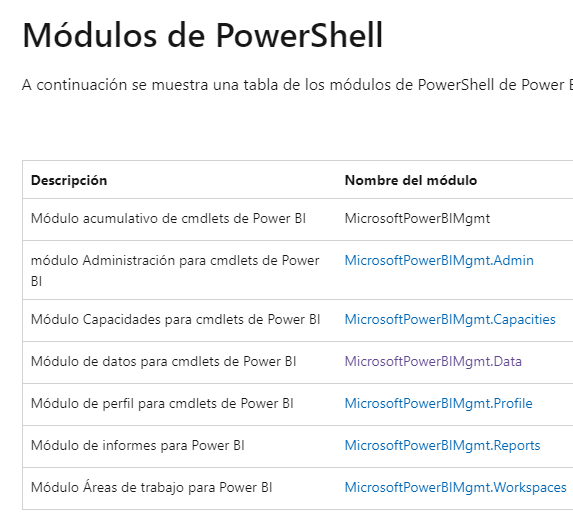 Módulos de PowerShell
A continuación se muestra una tabla de los módulos de PowerShell de Power
Descripción Nombre del módulo
Módulo acumulativo de cmdlets de Power BI MicrosoftPowerBIMgmt
módulo Administración para cmdlets de Power MicrosoftPowerBIMgmt.Admin
BI
Módulo Capacidades para cmdlets de Power BI MicrosoftPowerBIMgmt.Capacities
Módulo de datos para cmdlets de Power BI MicrosoftPowerBIMgmt.Data
Módulo de perfil para cmdlets de Power BI MicrosoftPowerBIMgmt.Profile
Módulo de informes para Power BI MicrosoftPowerBIMgmt.Reports
Módulo Áreas de trabajo para Power BI MicrosoftPowerBIMgmt.Workspaces